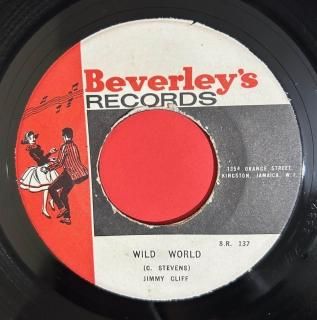 Beverley's
RECORDS
135A ORANGE STREET,
KINGSTON, JAMAICA, W.I.
B.R. 137
WILD WORLD
(C. STEVENS)
JIMMY CLIFF